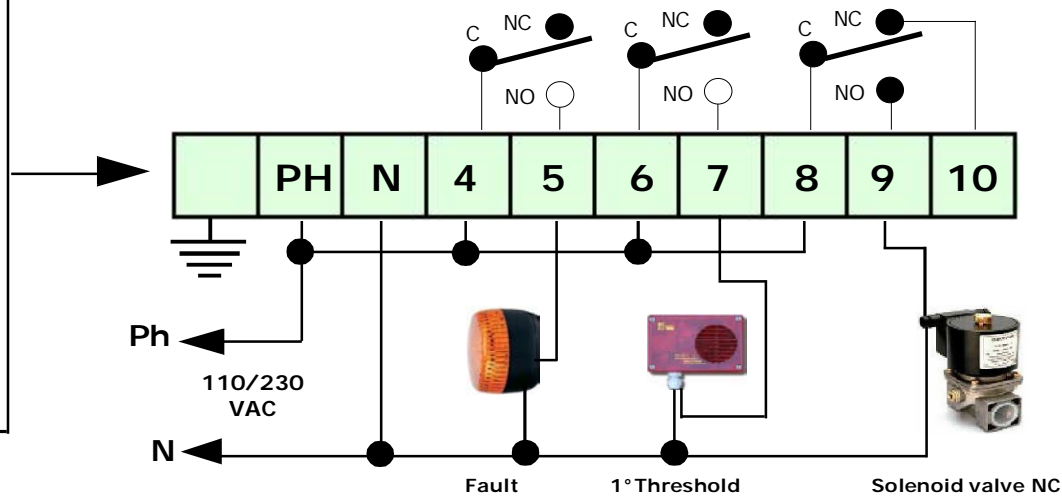 C NC C NC C NC
NO NO NO
PH N 4 5 6 7 8 9 10
Ph
110/230
VAC
N
Fault 1°Threshold Solenoid valve NC